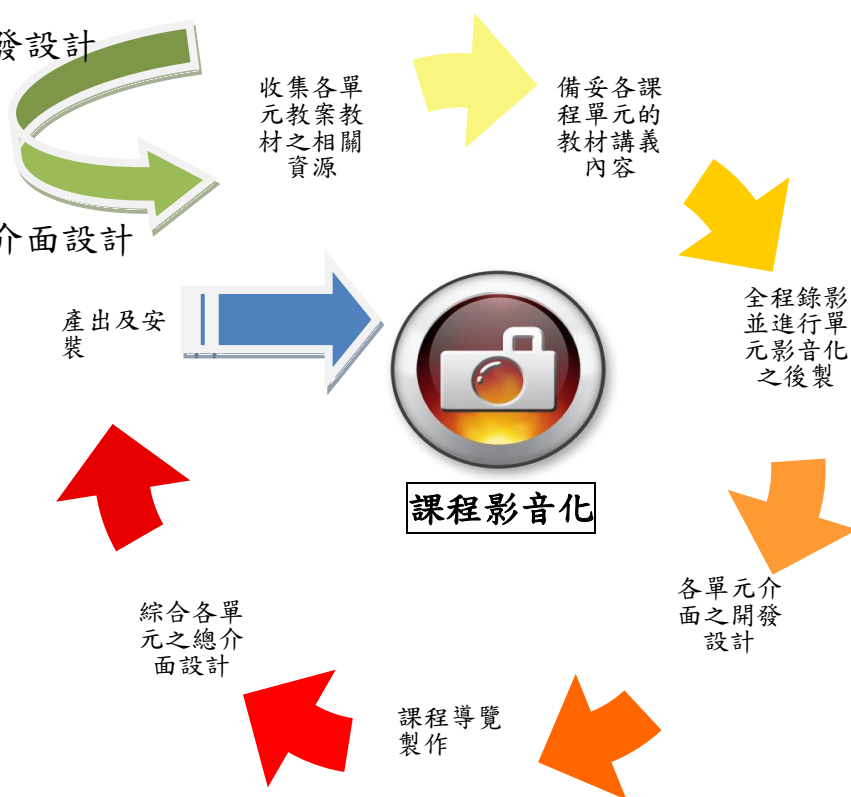 發設計
收集各單
元教案教
材之相關
資源
備妥各課
程單元的
教材講義
內容
介面設計
全程錄影
並進行單
元影音化
之後製
產出及安
裝
課程影音化
各單元介
面之開發
設計
綜合各單
元之總介
面設計
課程導覽
製作